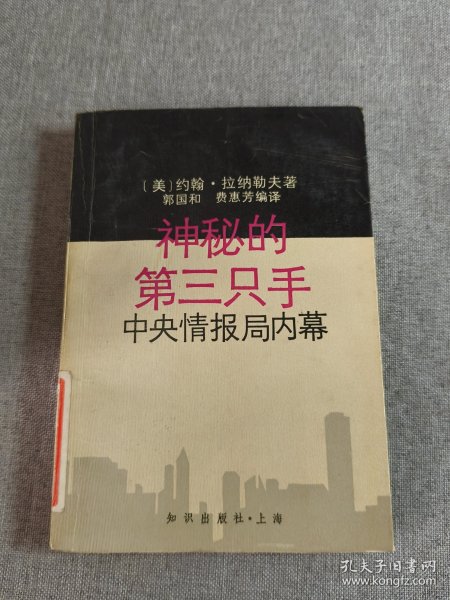 〔美〕约翰·拉纳勒夫著
郭国和 费惠芳编译
神秘的
第三只手
中央情报局内幕
知识出版社·上海
孔夫子旧书网
www.kongfz.com